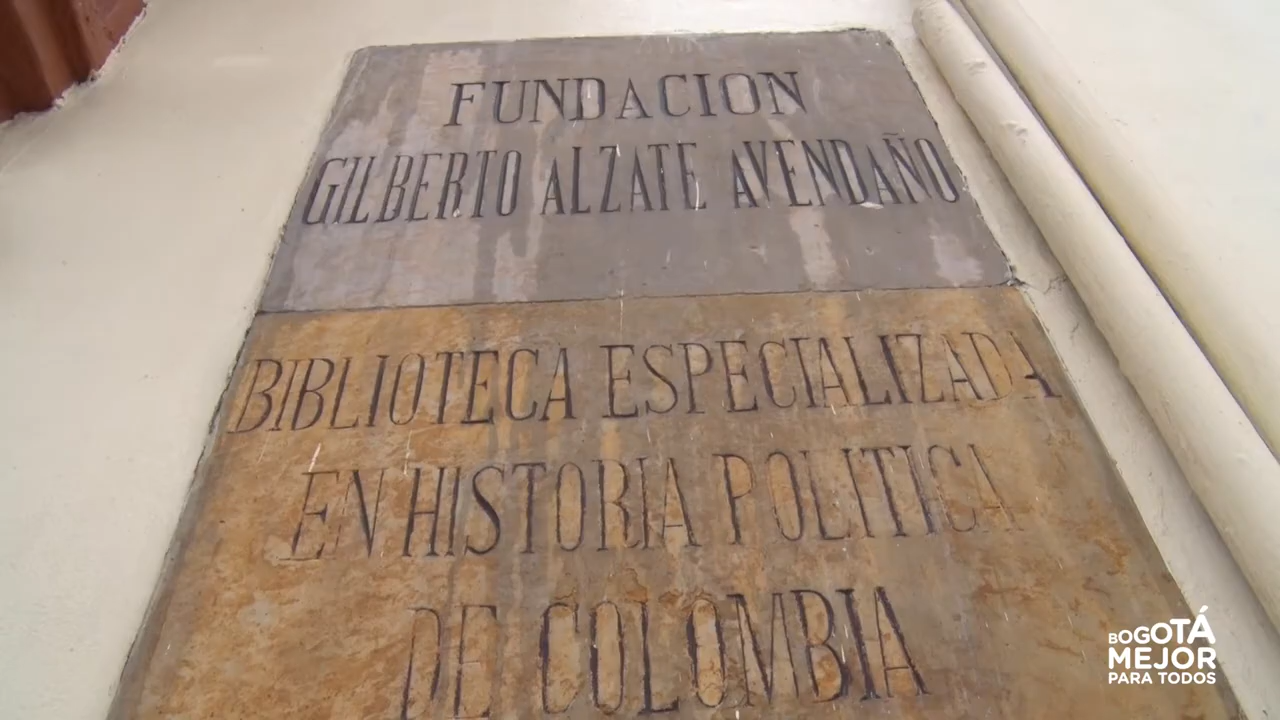 FUNDACION
GILBERTO ALZATE AVENDAÑO
BIBLIOTECA ESPECIALIZADA
EN HISTORIA POLITICA
DE COLOMBIA
BOGOTÁ
MEJOR
PARA TODOS